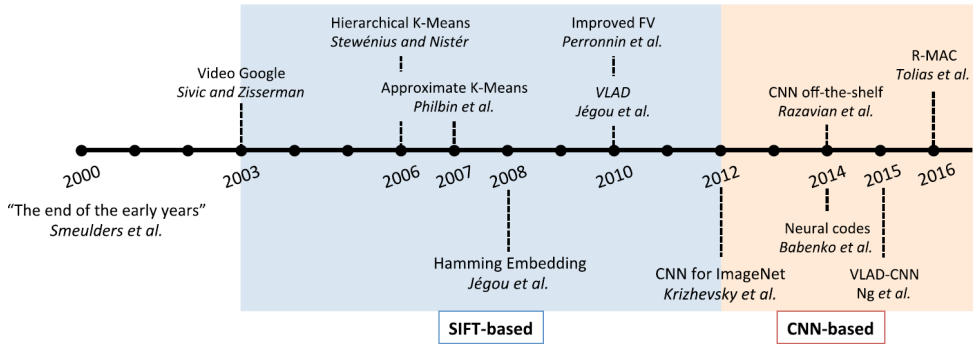 Hierarchical K-Means
Stewénius and Nistér
Improved FV
Perronnin et al.
R-MAC
Tolias et al.
Video Google
Sivic and Zisserman
Approximate K-Means
Philbin et al.
VLAD
Jégou et al.
CNN off-the-shelf
Razavian et al.
2000
2003
2006
2007
2008
2010
2012
2014
2015
2016
“The end of the early years”
Smeulders et al.
Hamming Embedding
Jégou et al.
CNN for ImageNet
Krizhevsky et al.
Neural codes
Babenko et al.
VLAD-CNN
Ng et al.
SIFT-based
CNN-based